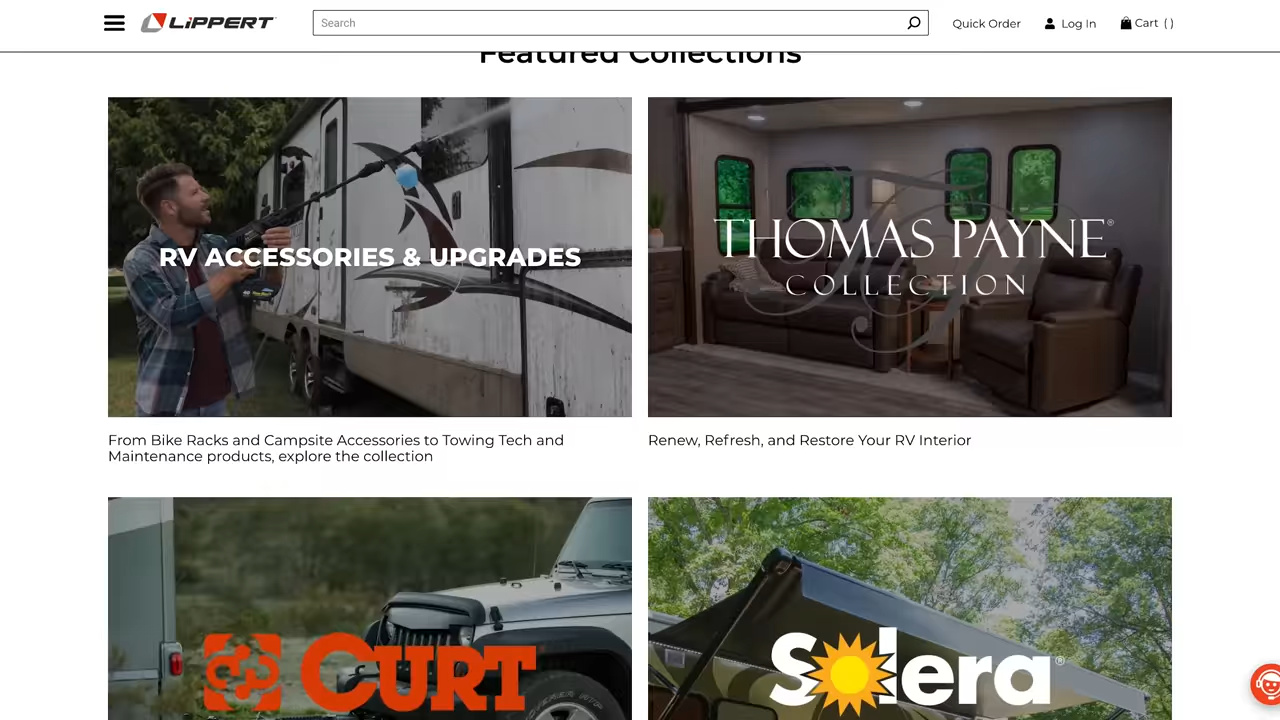 LiPPERT
Search
Quick Order
Log In
Cart ( )
Featured Collections
RV ACCESSORIES & UPGRADES
THOMAS PAYNE®
COLLECTION
From Bike Racks and Campsite Accessories to Towing Tech and
Maintenance products, explore the collection
Renew, Refresh, and Restore Your RV Interior
CURT
Solera®